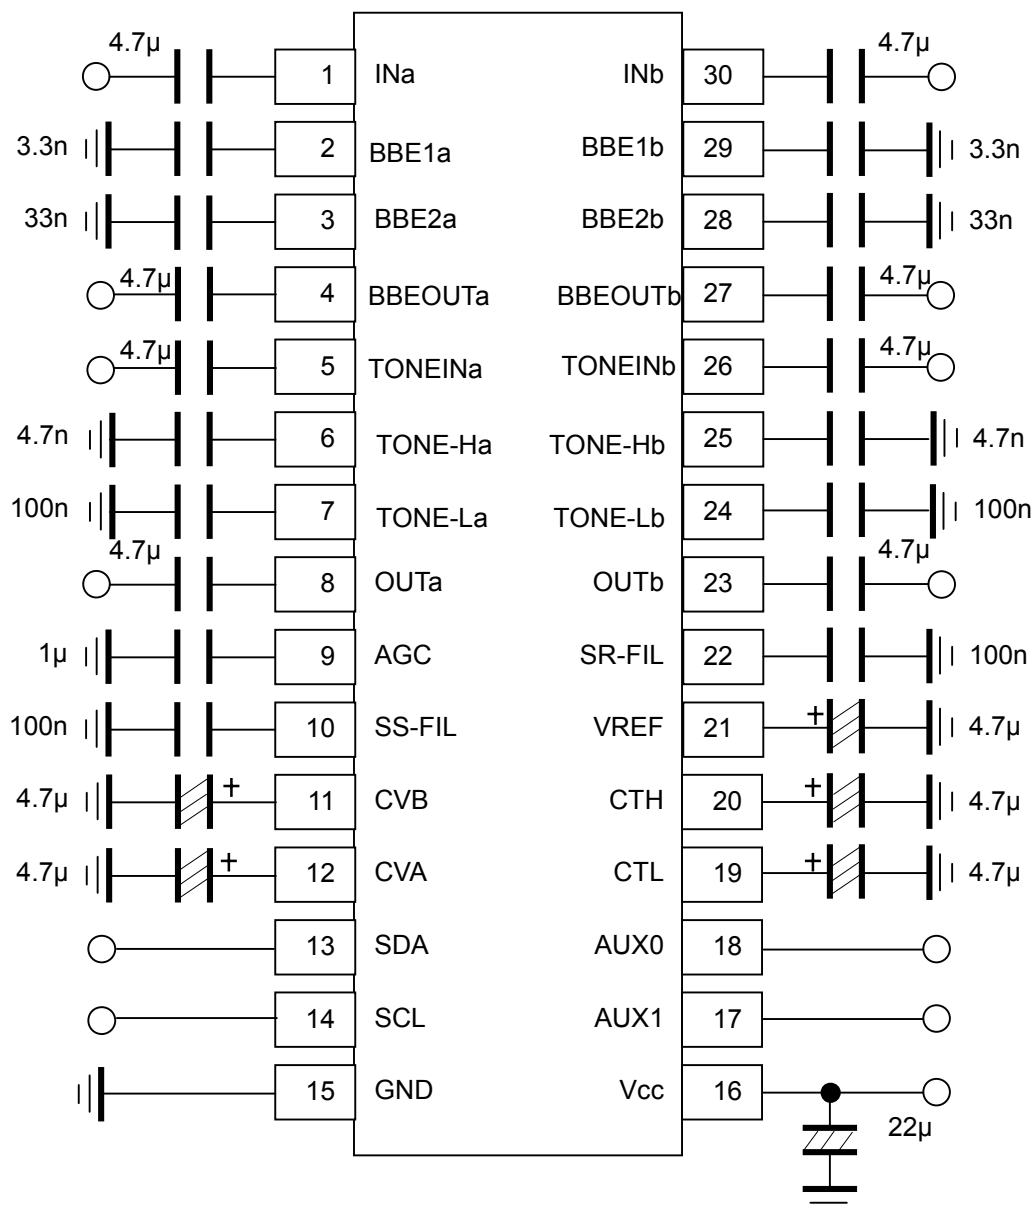 4.7µ 1 INa INb 30 4.7µ
3.3n 2 BBE1a BBE1b 29 3.3n
33n 3 BBE2a BBE2b 28 33n
4.7µ 4 BBEOUTa BBEOUTb 27 4.7µ
4.7µ 5 TONEINa TONEINb 26 4.7µ
4.7n 6 TONE-Ha TONE-Hb 25 4.7n
100n 7 TONE-La TONE-Lb 24 100n
4.7µ 8 OUTa OUTb 23 4.7µ
1µ 9 AGC SR-FIL 22 100n
100n 10 SS-FIL VREF 21 + 4.7µ
4.7µ + 11 CVB CTH 20 + 4.7µ
4.7µ + 12 CVA CTL 19 + 4.7µ
13 SDA AUX0 18
14 SCL AUX1 17
15 GND Vcc 16
22µ